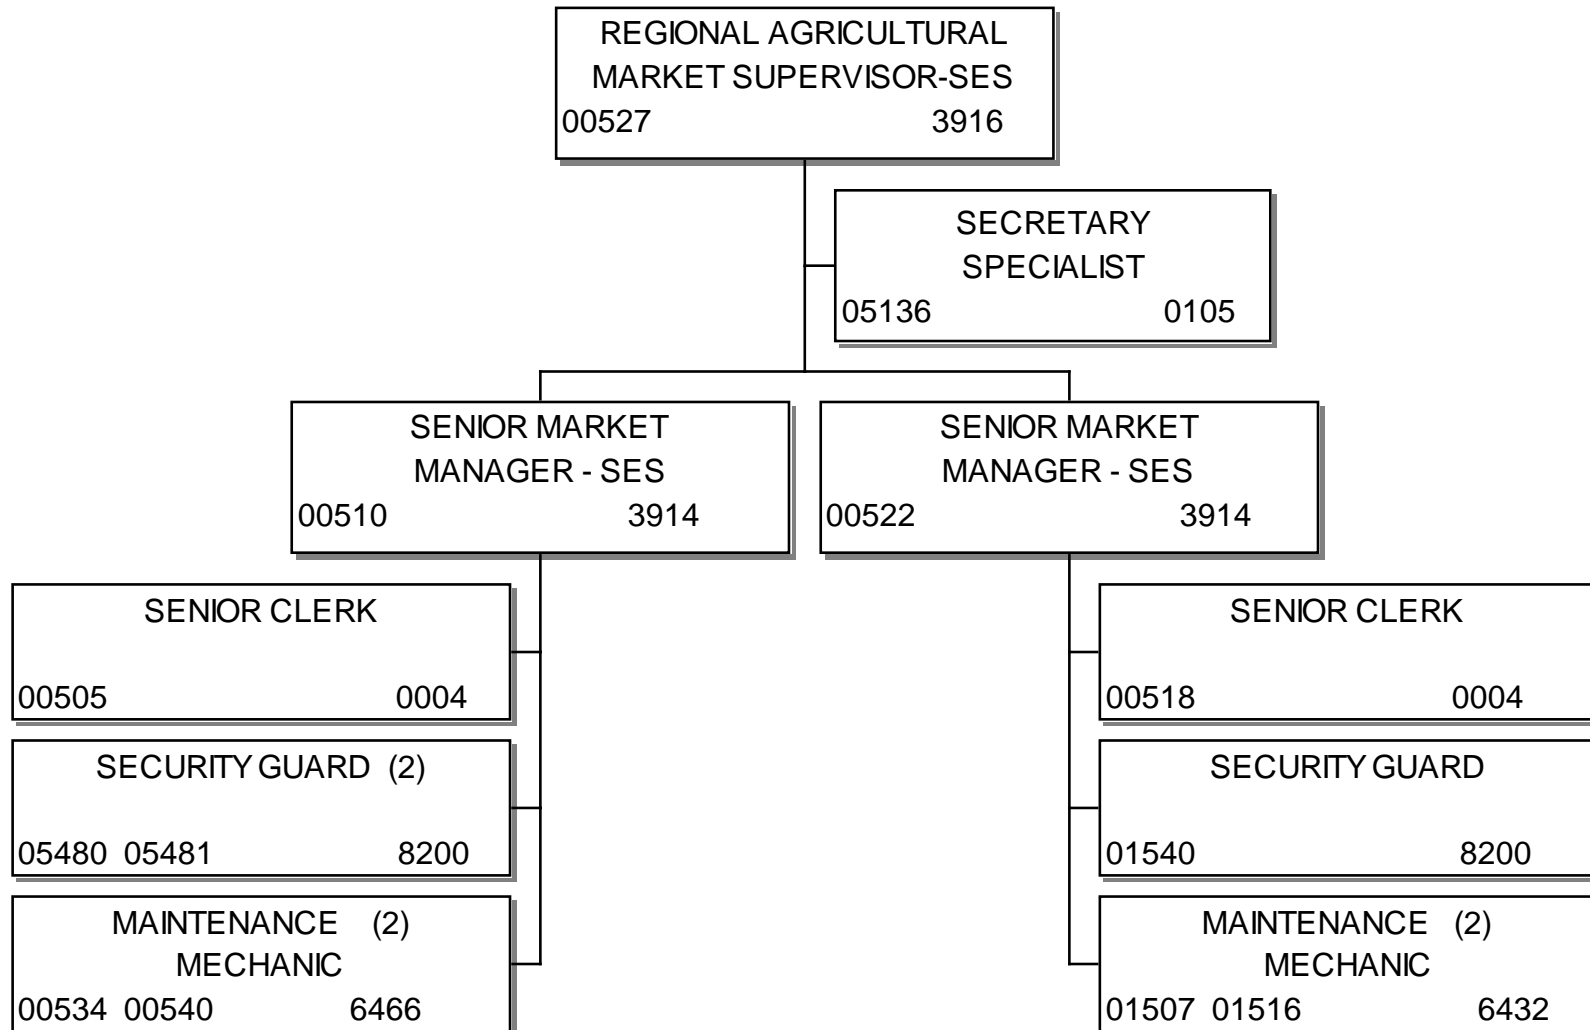 REGIONAL AGRICULTURAL
MARKET SUPERVISOR-SES
00527 3916
SECRETARY
SPECIALIST
05136 0105
SENIOR MARKET
MANAGER - SES
00510 3914
SENIOR MARKET
MANAGER - SES
00522 3914
SENIOR CLERK
00505 0004
SECURITY GUARD (2)
05480 05481 8200
MAINTENANCE (2)
MECHANIC
00534 00540 6466
SENIOR CLERK
00518 0004
SECURITY GUARD
01540 8200
MAINTENANCE (2)
MECHANIC
01507 01516 6432